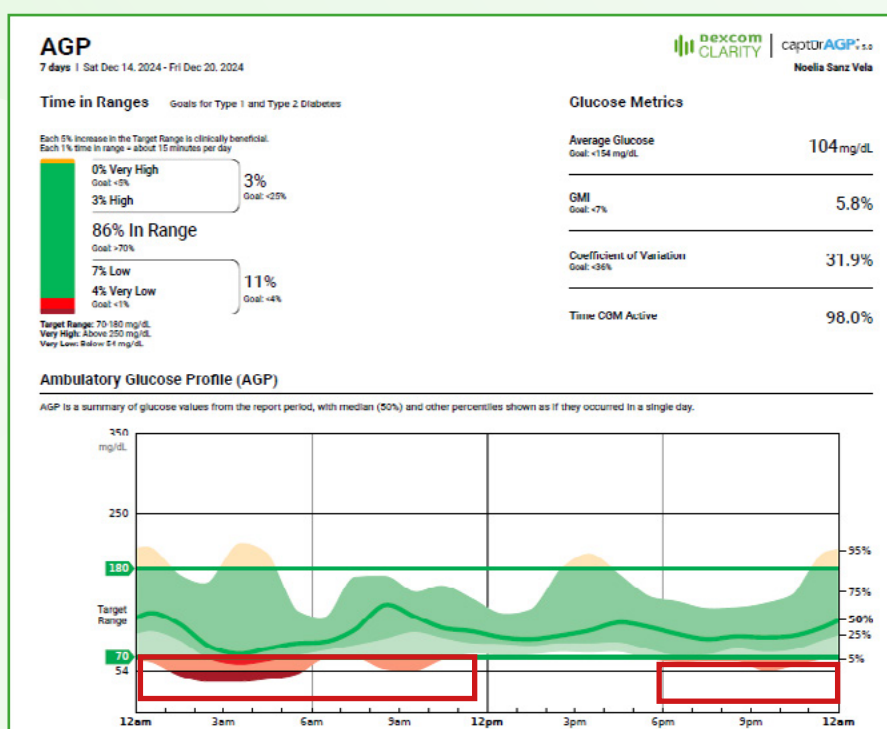 AGP
7 days | Sat Dec 14. 2024 - Fri Dec 20. 2024
Dexcom CLARITY | captūrAGP® v 5.0
Noelia Sanz Vela
Time in Ranges Goals for Type 1 and Type 2 Diabetes
Each 5% increase in the Target Range is clinically beneficial.
Each 1% time in range = about 15 minutes per day
0% Very High
Goal: <5%
3% High
3%
Goal: <25%
86% In Range
Goal: >70%
7% Low
4% Very Low
Goal: <1%
11%
Goal: <4%
Target Range: 70-180 mg/dL
Very High: Above 250 mg/dL
Very Low: Below 54 mg/dL
Glucose Metrics
Average Glucose
Goal: <154 mg/dL
104 mg/dL
GMI
Goal: <7%
5.8%
Coefficient of Variation
Goal: <36%
31.9%
Time CGM Active
98.0%
Ambulatory Glucose Profile (AGP)
AGP is a summary of glucose values from the report period, with median (50%) and other percentiles shown as if they occurred in a single day.
350
mg/dL
250
180
Target
Range
70
54
95%
75%
50%
25%
5%
12am 3am 6am 9am 12pm 3pm 6pm 9pm 12am